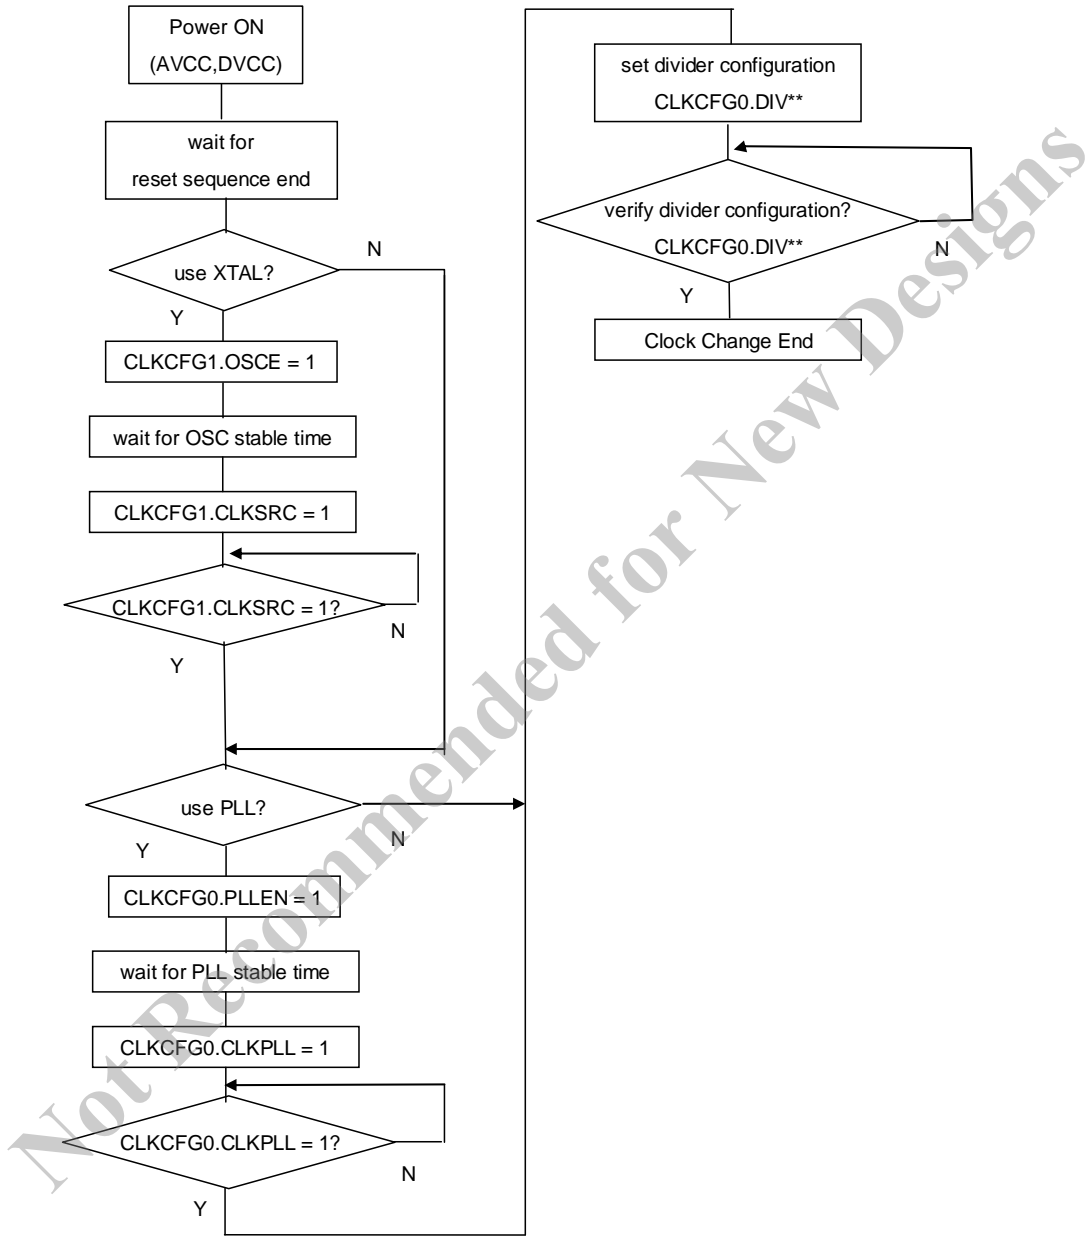 Power ON
(AVCC,DVCC)
wait for
reset sequence end
use XTAL?
N
Y
CLKCFG1.OSCE = 1
wait for OSC stable time
CLKCFG1.CLKSRC = 1
CLKCFG1.CLKSRC = 1?
N
Y
use PLL?
N
Y
CLKCFG0.PLLEN = 1
wait for PLL stable time
CLKCFG0.CLKPLL = 1
CLKCFG0.CLKPLL = 1?
N
Y
set divider configuration
CLKCFG0.DIV**
verify divider configuration?
CLKCFG0.DIV**
N
Y
Clock Change End
Not Recommended for New Designs